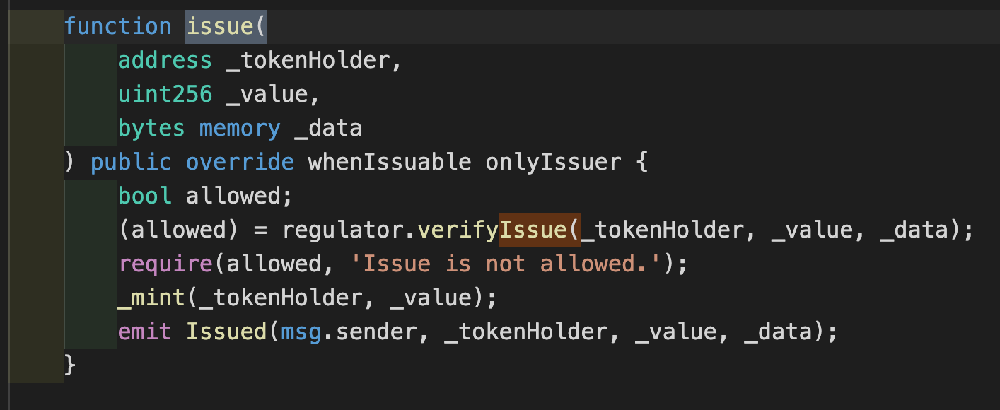 function issue(
address _tokenHolder,
uint256 _value,
bytes memory _data
) public override whenIssuable onlyIssuer {
bool allowed;
(allowed) = regulator.verifyIssue(_tokenHolder, _value, _data);
require(allowed, 'Issue is not allowed.');
_mint(_tokenHolder, _value);
emit Issued(msg.sender, _tokenHolder, _value, _data);
}